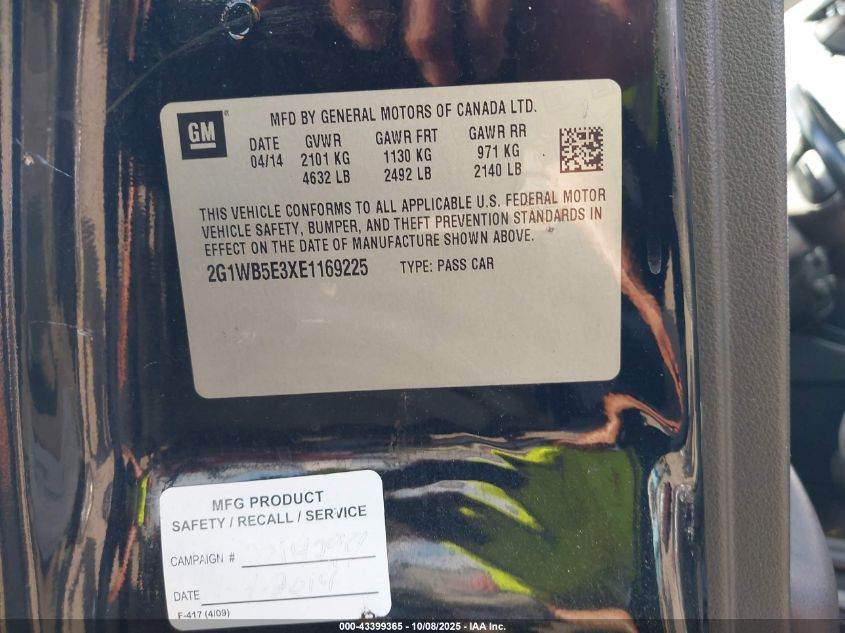 GM ®
MFD BY GENERAL MOTORS OF CANADA LTD.
DATE GVWR GAWR FRT GAWR RR
04/14 2101 KG 1130 KG 971 KG
4632 LB 2492 LB 2140 LB
THIS VEHICLE CONFORMS TO ALL APPLICABLE U.S. FEDERAL MOTOR
VEHICLE SAFETY, BUMPER, AND THEFT PREVENTION STANDARDS IN
EFFECT ON THE DATE OF MANUFACTURE SHOWN ABOVE.
2G1WB5E3XE1169225 TYPE: PASS CAR
MFG PRODUCT
SAFETY / RECALL / SERVICE
CAMPAIGN #
DATE
F-417 (4/09)
000-43399365 - 10/08/2025 - IAA Inc.